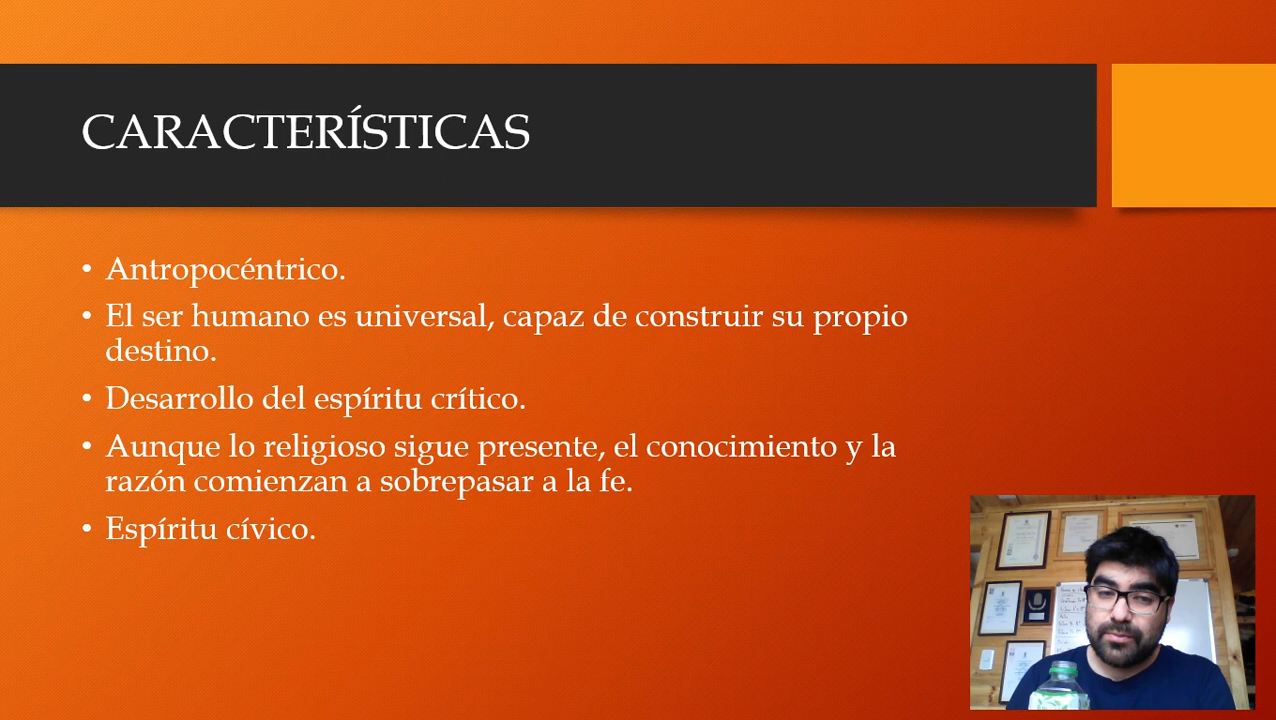 CARACTERÍSTICAS
• Antropocéntrico.
• El ser humano es universal, capaz de construir su propio
destino.
• Desarrollo del espíritu crítico.
• Aunque lo religioso sigue presente, el conocimiento y la
razón comienzan a sobrepasar a la fe.
• Espíritu cívico.